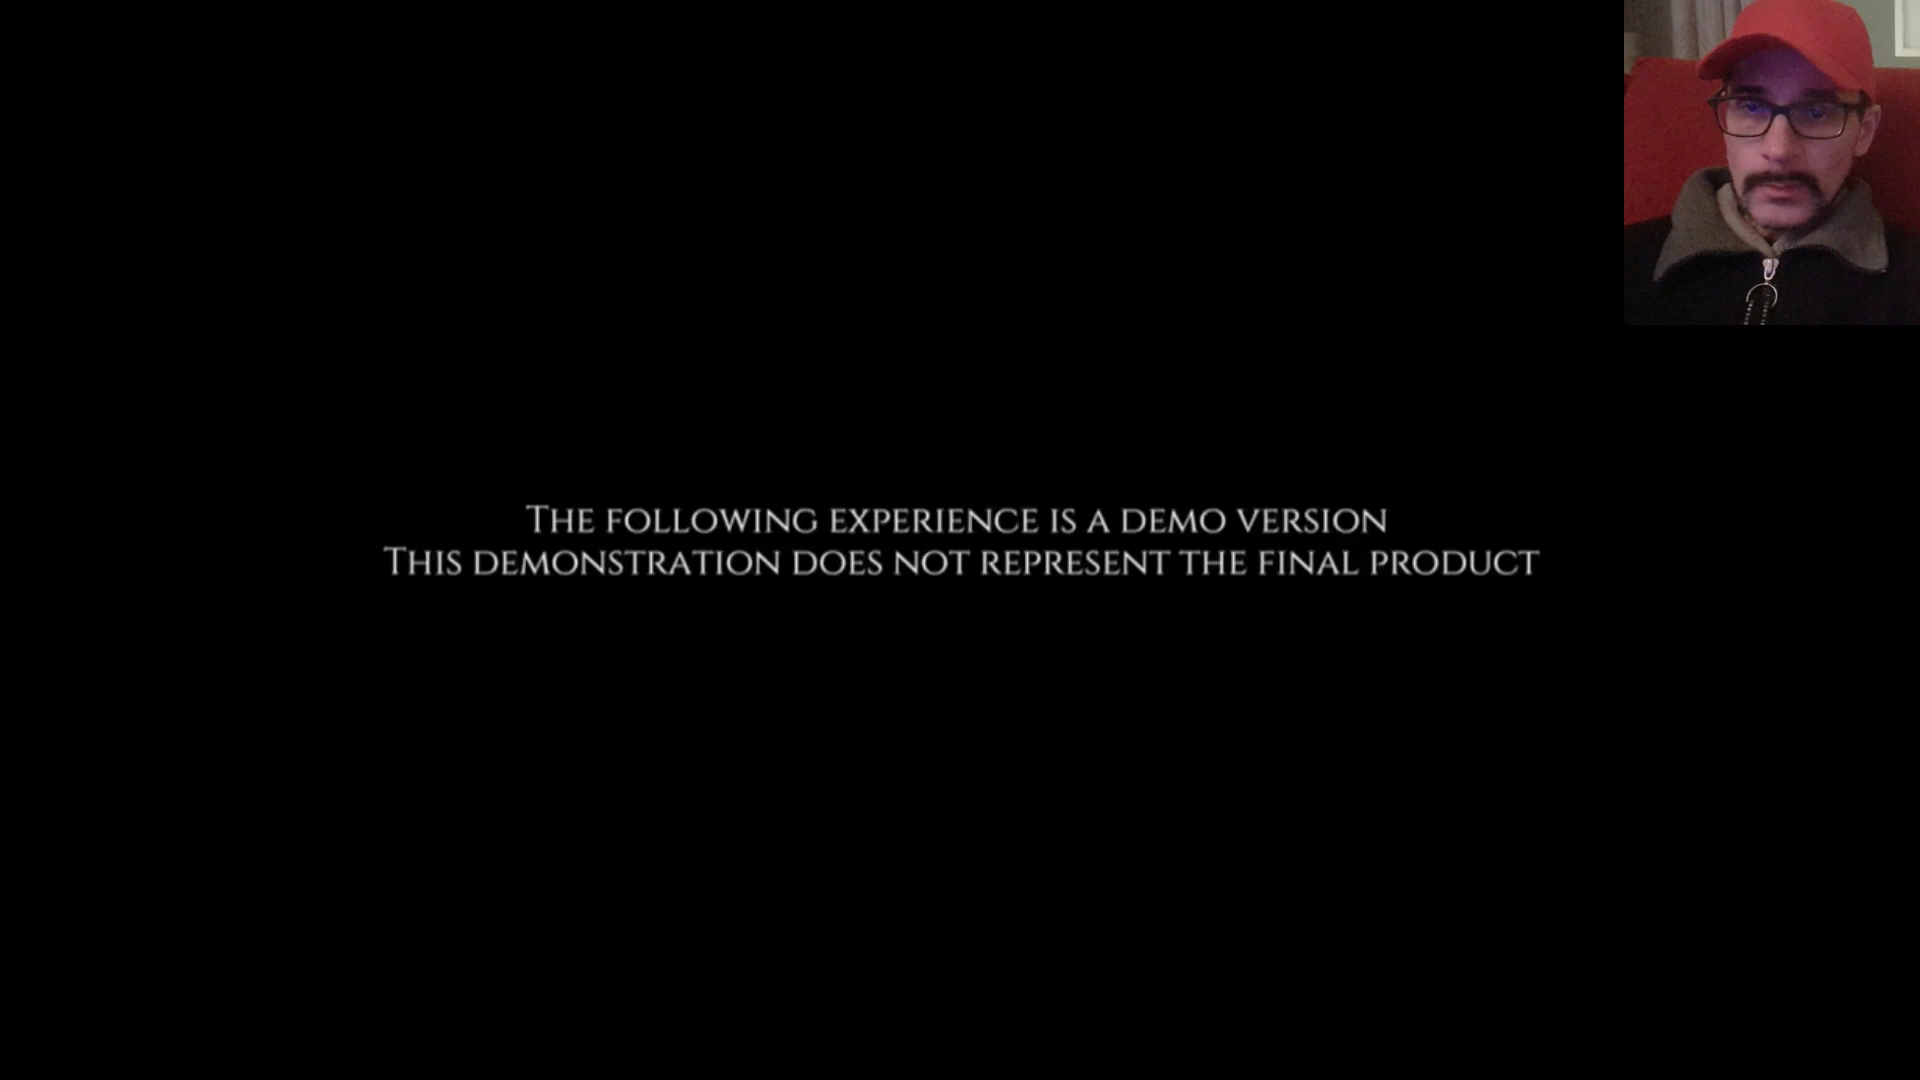 The following experience is a demo version
This demonstration does not represent the final product